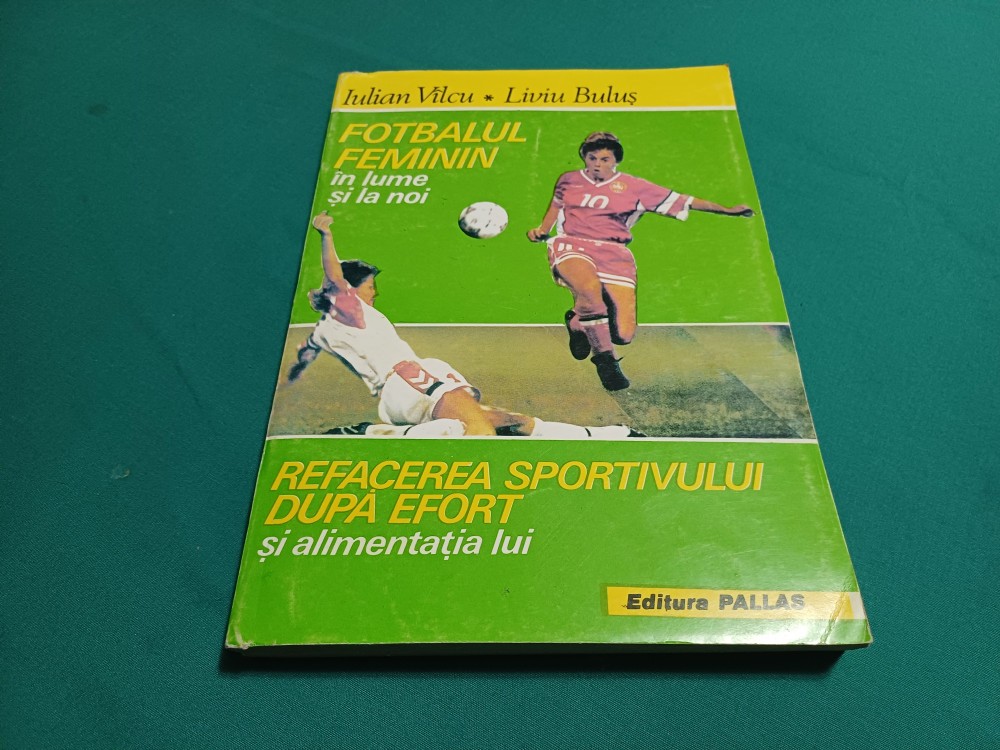 Iulian Vîlcu * Liviu Buluș
FOTBALUL
FEMININ
în lume
și la noi
10
REFACEREA SPORTIVULUI
DUPĂ EFORT
și alimentația lui
Editura PALLAS